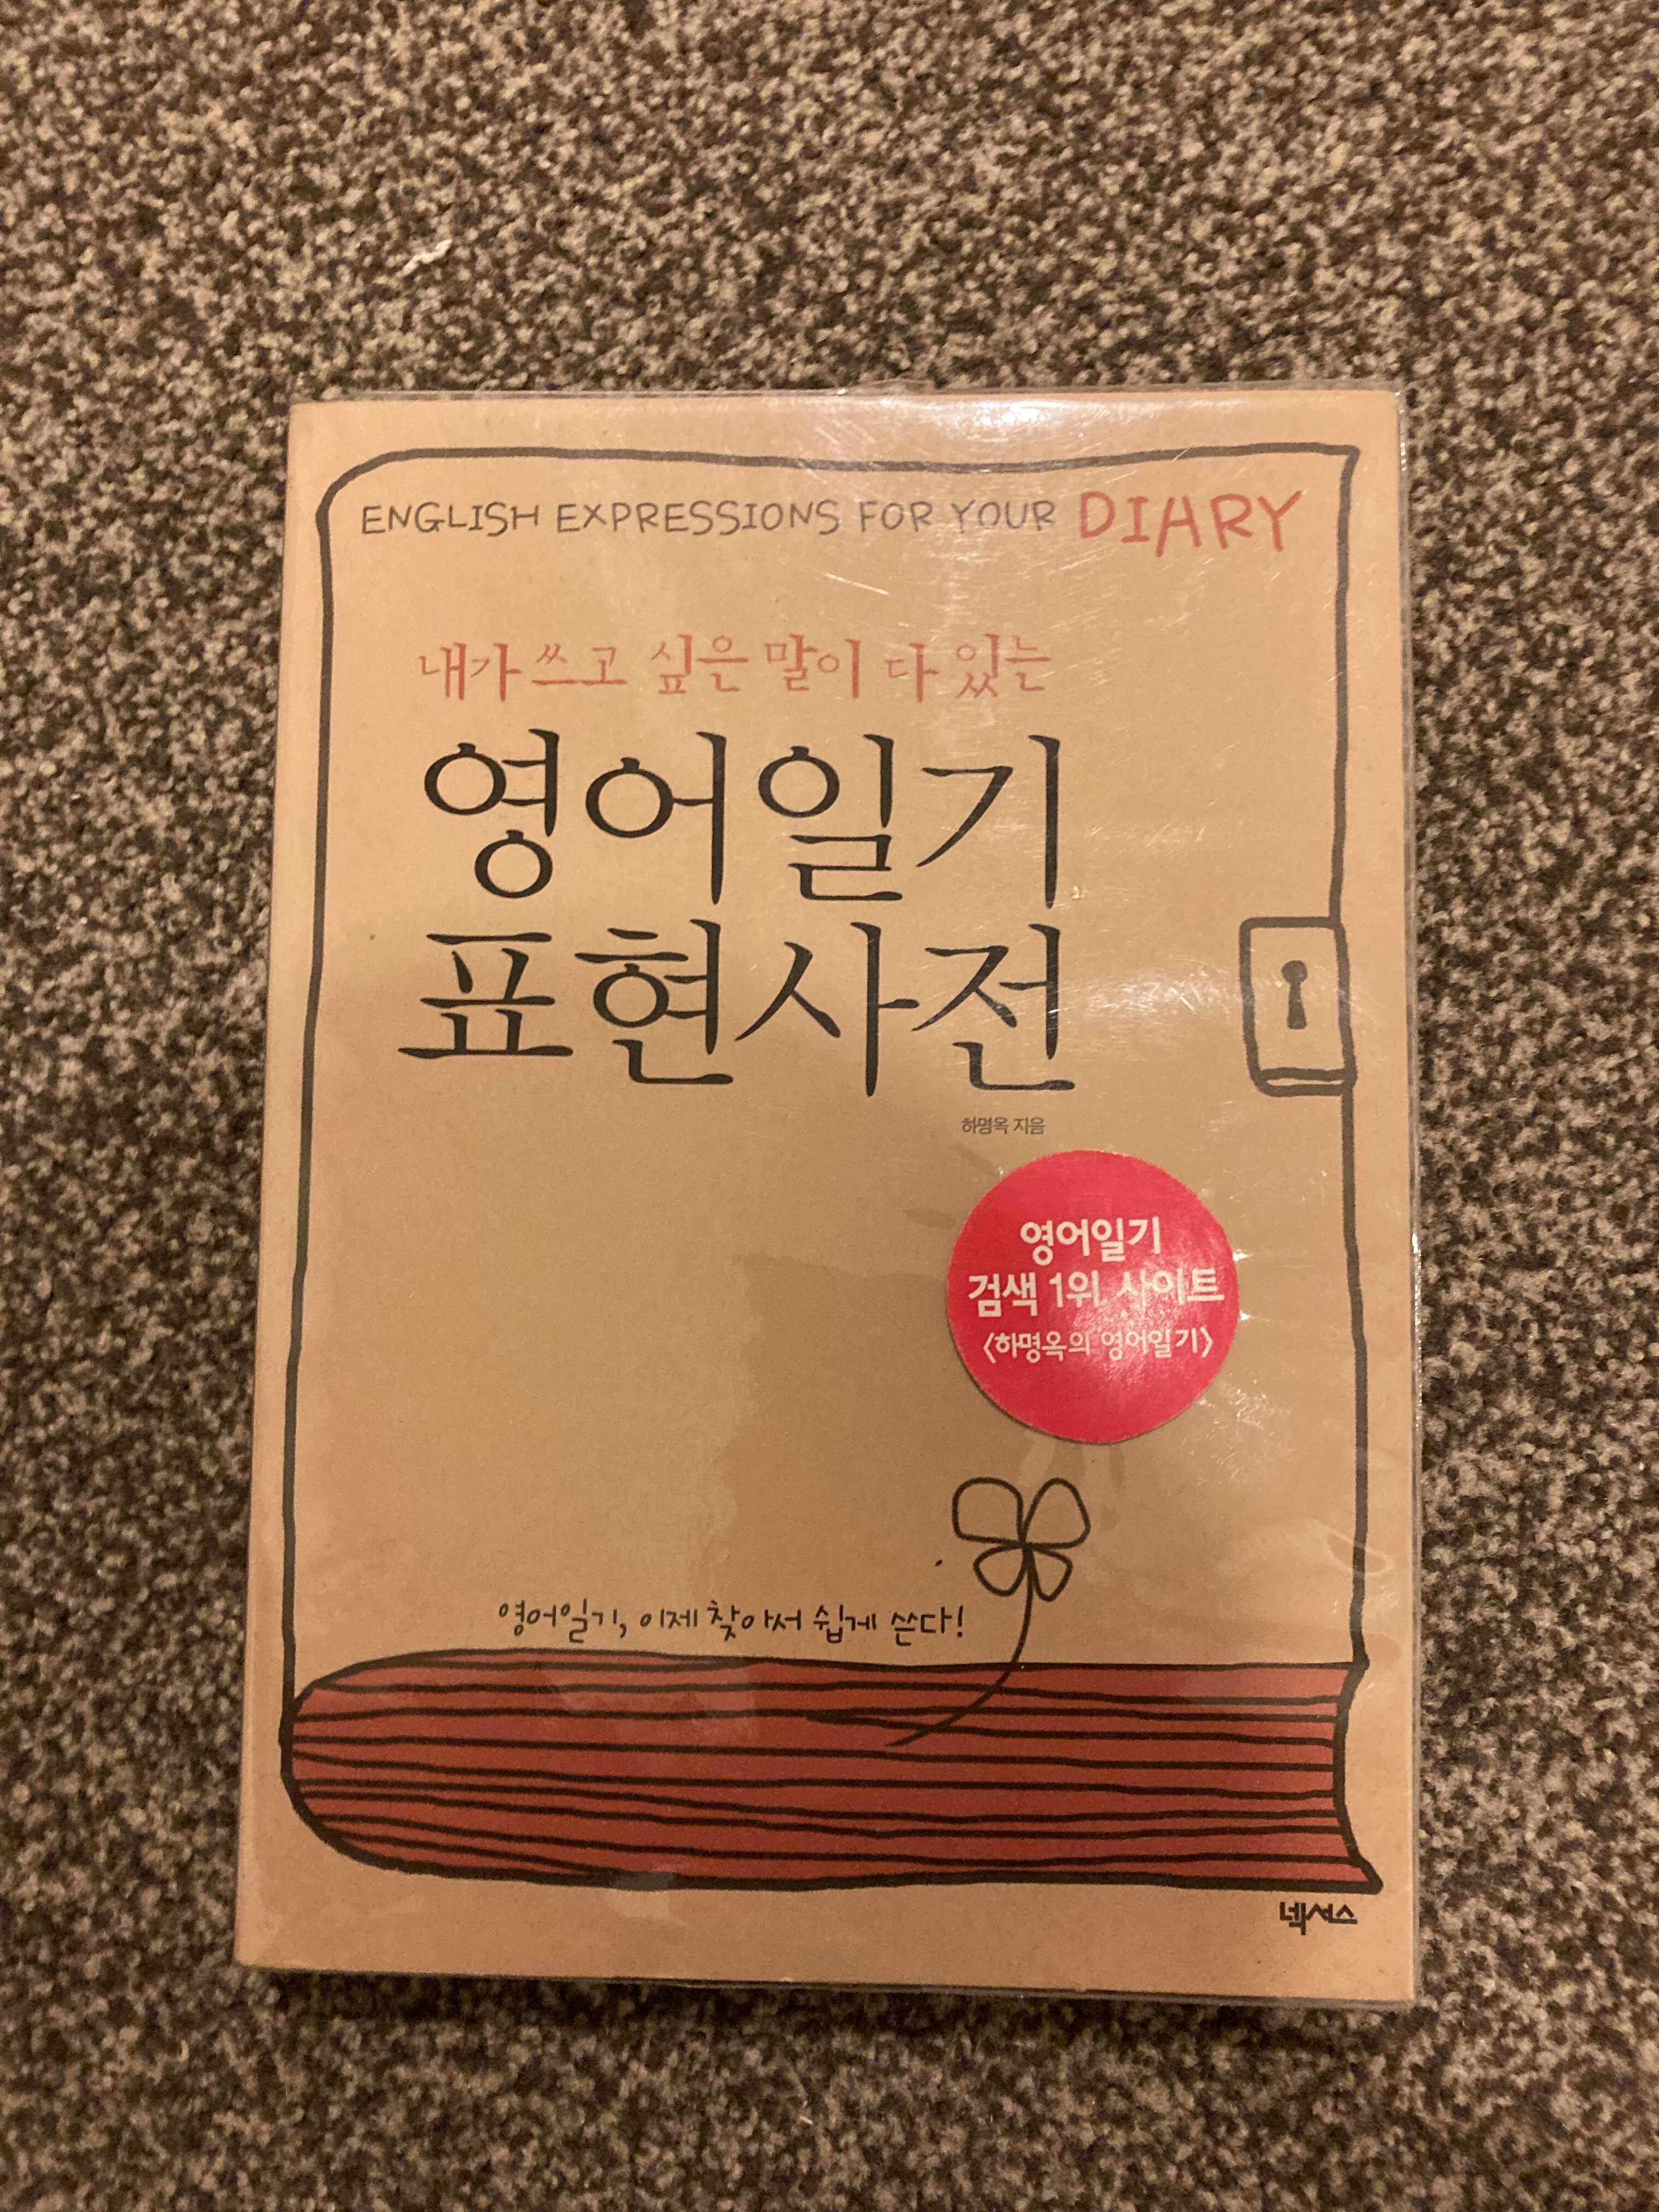 ENGLISH EXPRESSIONS FOR YOUR DIARY
내가 쓰고 싶은 말이 다 있는
영어일기
표현사전
하명옥 지음
영어일기
검색 1위 사이트
〈하명옥의 영어일기〉
영어일기, 이제 찾아서 쉽게 쓴다!
넥서스